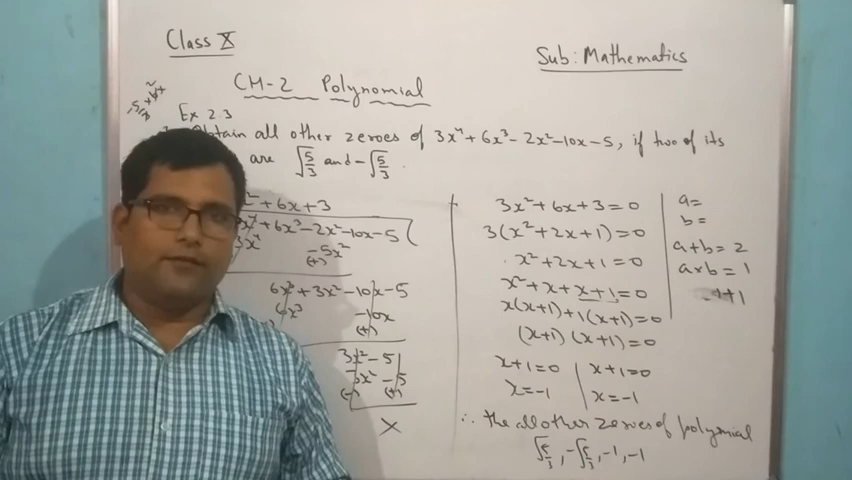 Class X
Sub: Mathematics
CH-2 Polynomial
Ex 2.3
Obtain all other zeroes of 3x⁴+6x³-2x²-10x-5, if two of its
are √5/3 and -√5/3.
x²+6x+3
x⁴+6x³-2x²-10x-5
3x⁴ -5x²
(+)
6x³+3x²-10x-5
6x³ -10x
(+)
3x²-5
3x²-5
(-) (+)
X
3x²+6x+3=0
3(x²+2x+1)=0
x²+2x+1=0
x²+x+x+1=0
x(x+1)+1(x+1)=0
(x+1)(x+1)=0
x+1=0 | x+1=0
x=-1 | x=-1
a=
b=
a+b=2
a×b=1
∴ the all other zeroes of polymial
√5/3, -√5/3, -1, -1